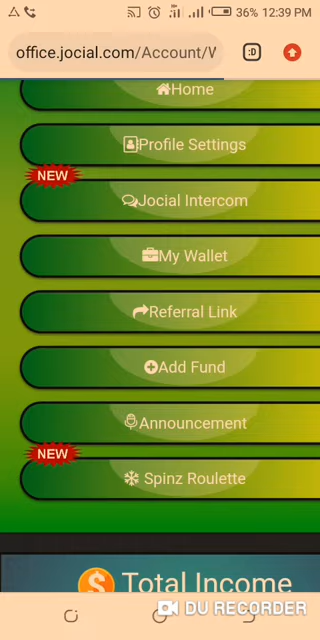 36% 12:39 PM
office.jocial.com/Account/W
:D
Home
Profile Settings
NEW
Jocial Intercom
My Wallet
Referral Link
Add Fund
Announcement
NEW
Spinz Roulette
$ Total Income
DU RECORDER